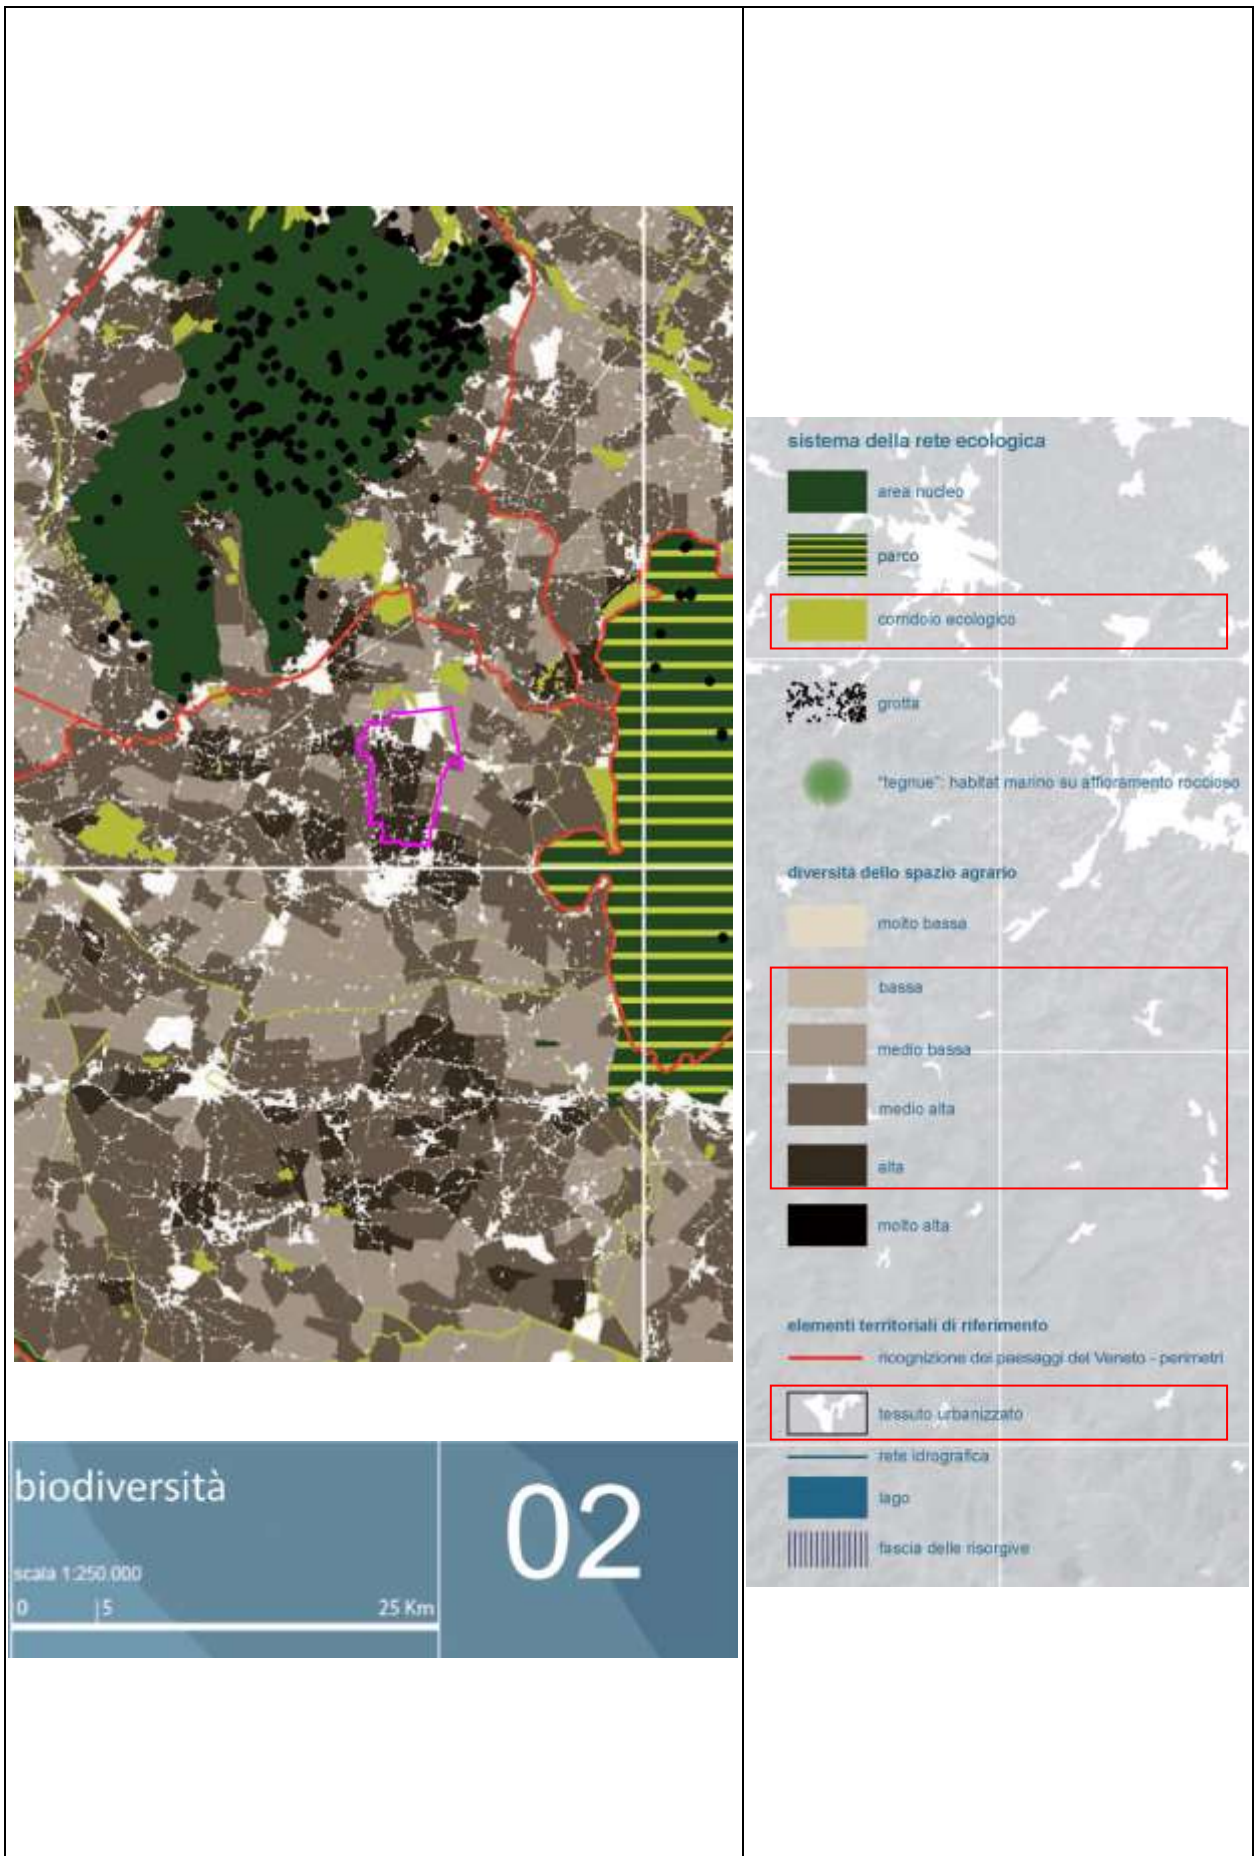 sistema della rete ecologica
area nucleo
parco
corridoio ecologico
grotta
"tegnue": habitat marino su affioramento roccioso
diversità dello spazio agrario
molto bassa
bassa
medio bassa
medio alta
alta
molto alta
elementi territoriali di riferimento
ricognizione dei paesaggi del Veneto - perimetri
tessuto urbanizzato
rete idrografica
lago
fascia delle risorgive
biodiversità
02
scala 1:250.000
0 5 25 Km